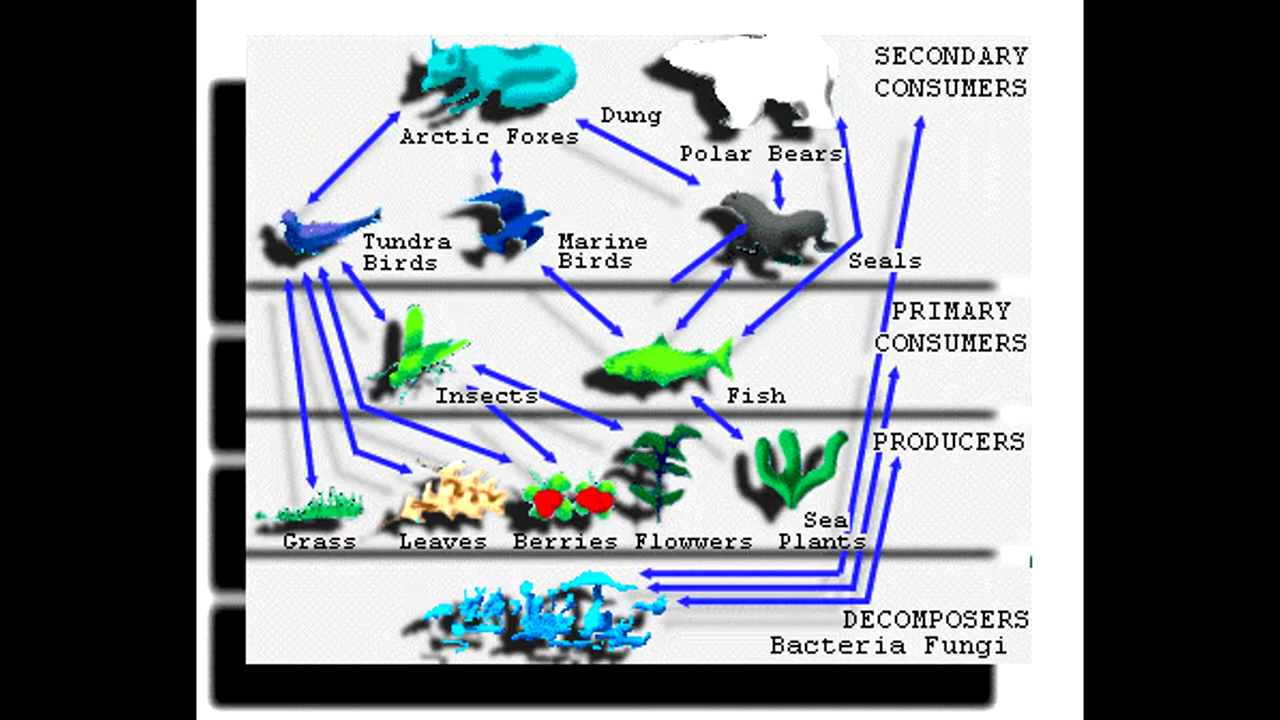 SECONDARY
CONSUMERS
Dung
Arctic Foxes
Polar Bears
Tundra
Birds
Marine
Birds
Seals
PRIMARY
CONSUMERS
Insects
Fish
PRODUCERS
Sea
Plants
Grass
Leaves
Berries
Flowwers
DECOMPOSERS
Bacteria Fungi